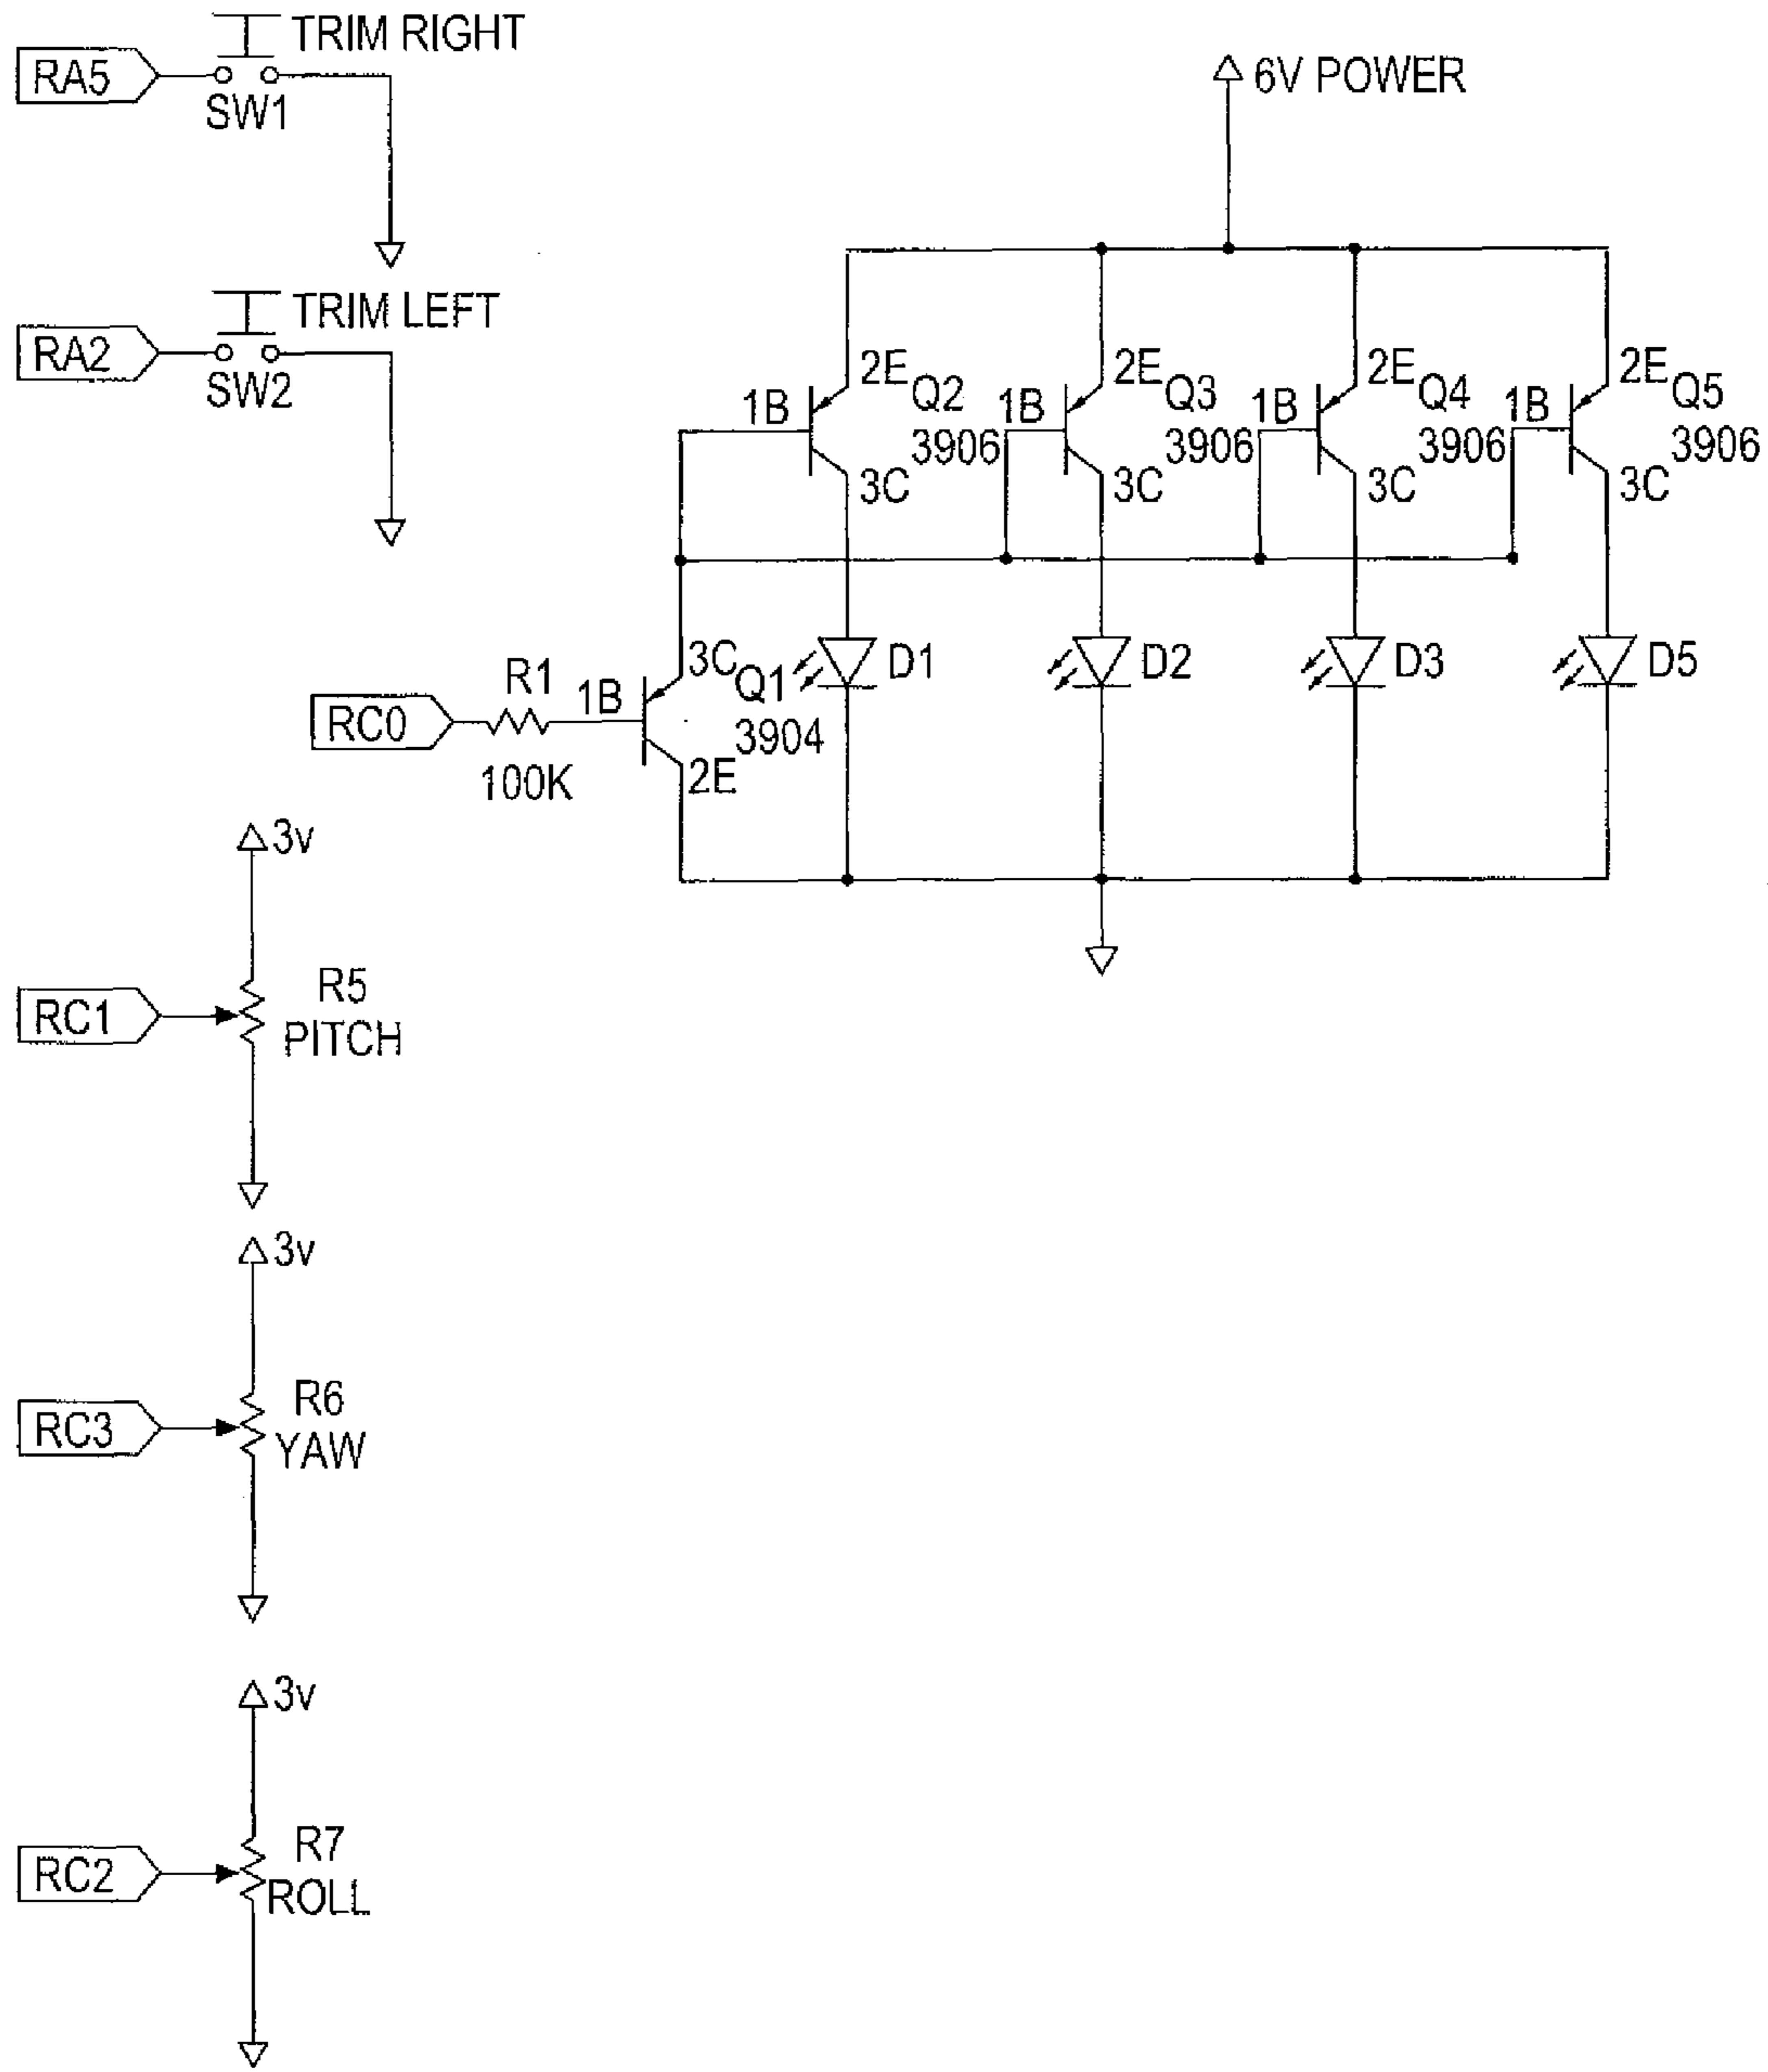 TRIM RIGHT
RA5
SW1
6V POWER
TRIM LEFT
RA2
SW2
2E
Q2
1B
3906
3C
2E
Q3
1B
3906
3C
2E
Q4
1B
3906
3C
2E
Q5
1B
3906
3C
D1
D2
D3
D5
3C
Q1
1B
3904
2E
R1
RC0
100K
3v
R5
RC1
PITCH
3v
R6
RC3
YAW
3v
R7
RC2
ROLL